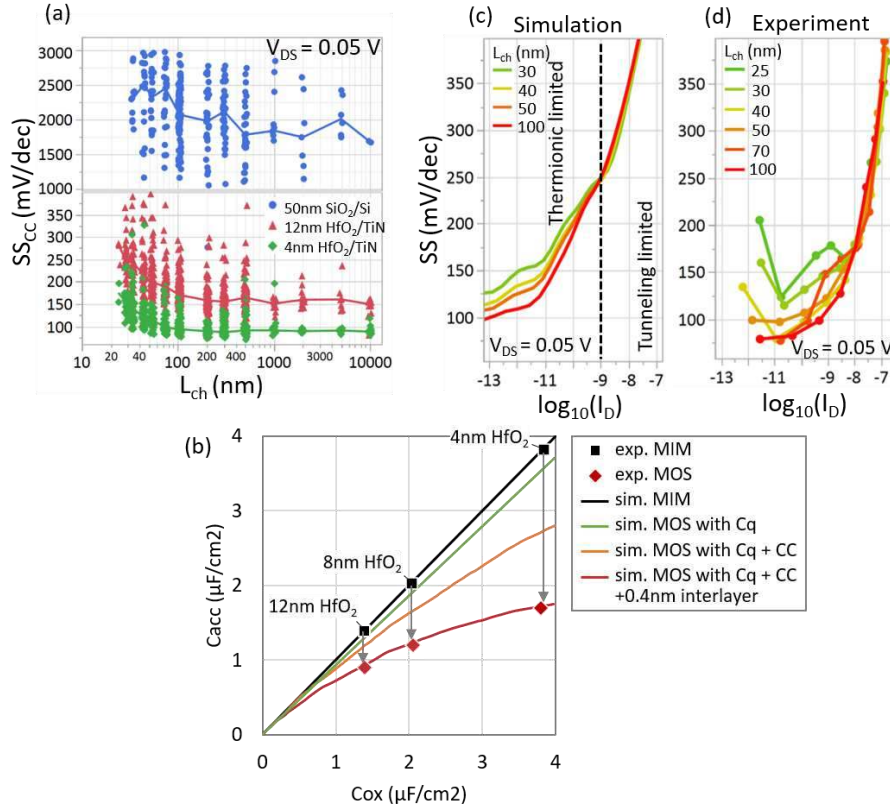 (a)
V_DS = 0.05 V
SS_CC (mV/dec)
3000
2500
2000
1500
1000
350
300
250
200
150
100
50nm SiO₂/Si
12nm HfO₂/TiN
4nm HfO₂/TiN
10 20 40 100 200 400 1000 3000 10000
L_ch (nm)
(c) Simulation
L_ch (nm)
30
40
50
100
Thermionic limited
Tunneling limited
SS (mV/dec)
400
350
300
250
200
150
100
V_DS = 0.05 V
-13 -11 -9 -7
log₁₀(I_D)
(d) Experiment
L_ch (nm)
25
30
40
50
70
100
400
350
300
250
200
150
100
V_DS = 0.05 V
-13 -11 -9 -7
log₁₀(I_D)
(b)
Cacc (μF/cm2)
4
3
2
1
0
4nm HfO₂
8nm HfO₂
12nm HfO₂
0 1 2 3 4
Cox (μF/cm2)
exp. MIM
exp. MOS
sim. MIM
sim. MOS with Cq
sim. MOS with Cq + CC
sim. MOS with Cq + CC
+0.4nm interlayer